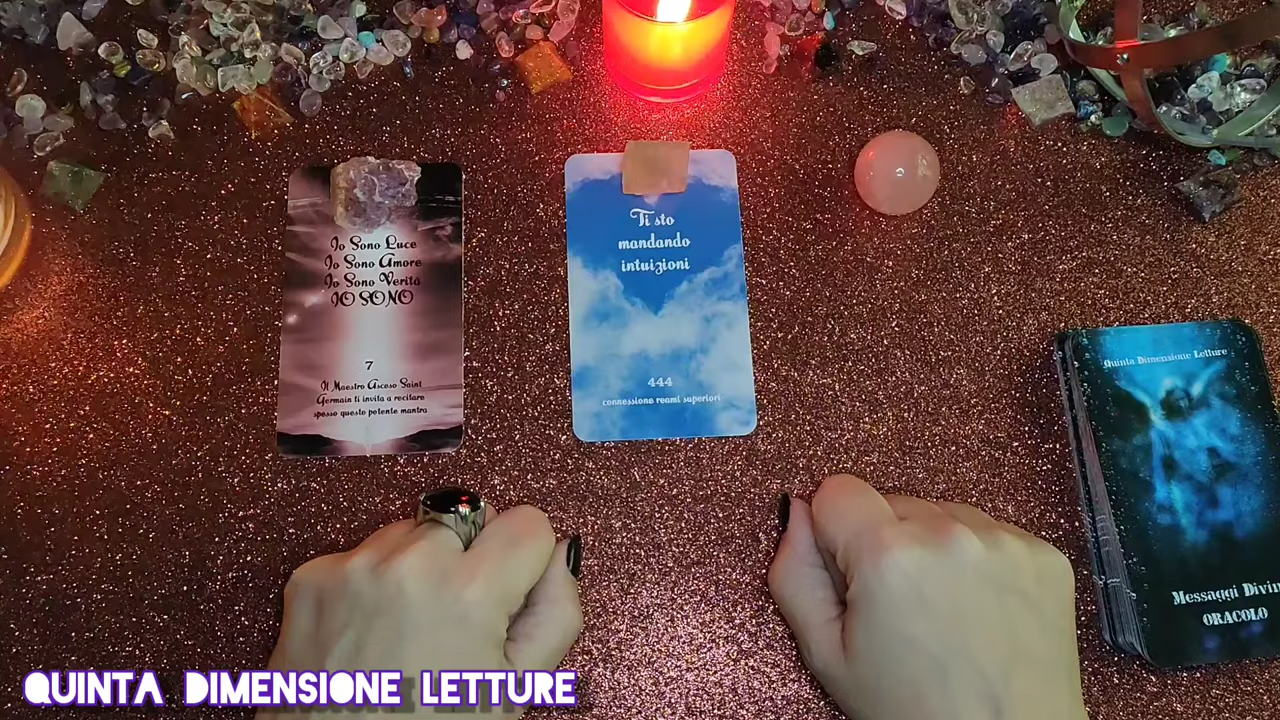 Io Sono Luce
Io Sono Amore
Io Sono Verità
IO SONO
7
Il Maestro Asceso Saint
Germain ti invita a recitare
spesso questo potente mantra
Ti sto
mandando
intuizioni
444
connessione reami superiori
Quinta Dimensione Letture
Messaggi Divin
ORACOLO
QUINTA DIMENSIONE LETTURE